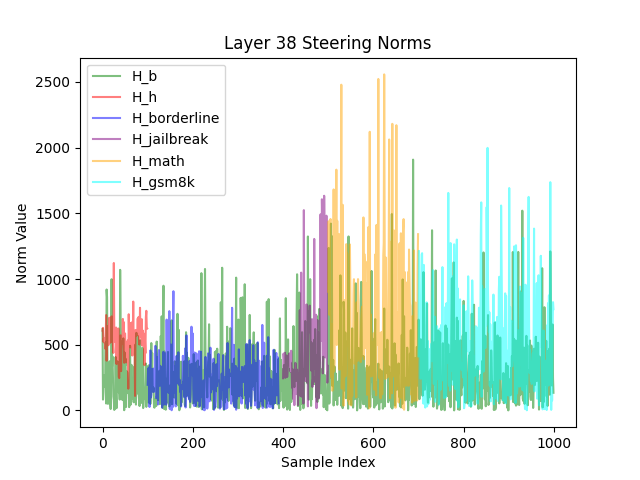 Layer 38 Steering Norms
H_b
H_h
H_borderline
H_jailbreak
H_math
H_gsm8k
Norm Value
2500
2000
1500
1000
500
0
0 200 400 600 800 1000
Sample Index